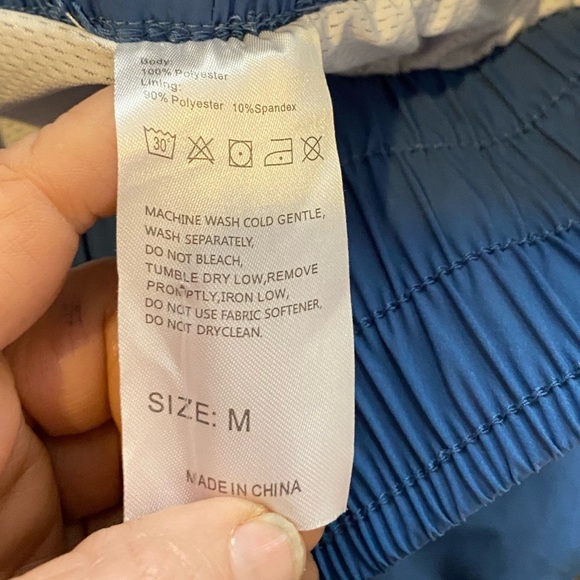 Body:
100% Polyester
Lining:
90% Polyester 10%Spandex
30°
MACHINE WASH COLD GENTLE,
WASH SEPARATELY,
DO NOT BLEACH,
TUMBLE DRY LOW,REMOVE
PROMPTLY,IRON LOW,
DO NOT USE FABRIC SOFTENER,
DO NOT DRYCLEAN.
SIZE: M
MADE IN CHINA